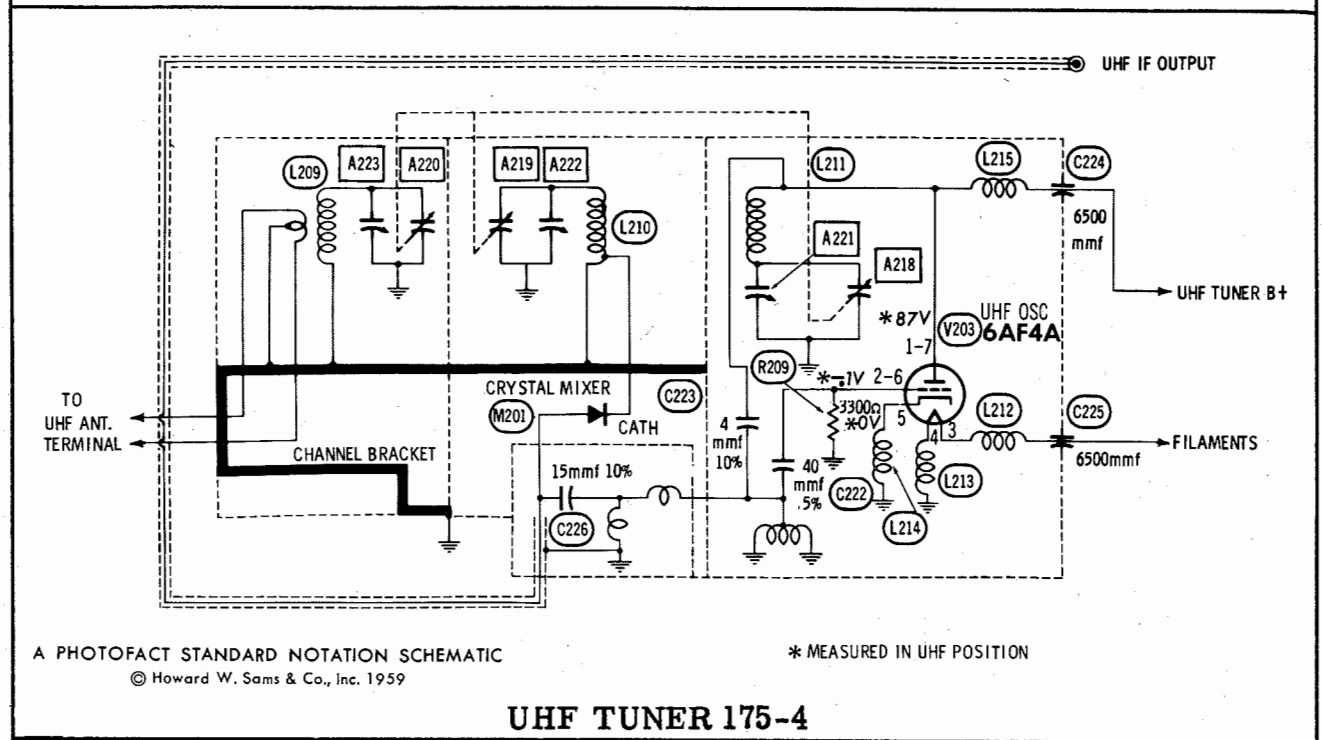 UHF IF OUTPUT
L209
A223
A220
A219
A222
L210
L211
L215
C224
6500
mmf
A221
A218
UHF TUNER B+
*87V
V203
UHF OSC
6AF4A
1-7
R209
*-.1V
2-6
3300Ω
*0V
5
4
3
L212
C225
6500mmf
FILAMENTS
TO
UHF ANT.
TERMINAL
CRYSTAL MIXER
M201
CATH
C223
4
mmf
10%
CHANNEL BRACKET
15mmf 10%
C226
40
mmf
.5%
C222
L214
L213
A PHOTOFACT STANDARD NOTATION SCHEMATIC
© Howard W. Sams & Co., Inc. 1959
* MEASURED IN UHF POSITION
UHF TUNER 175-4